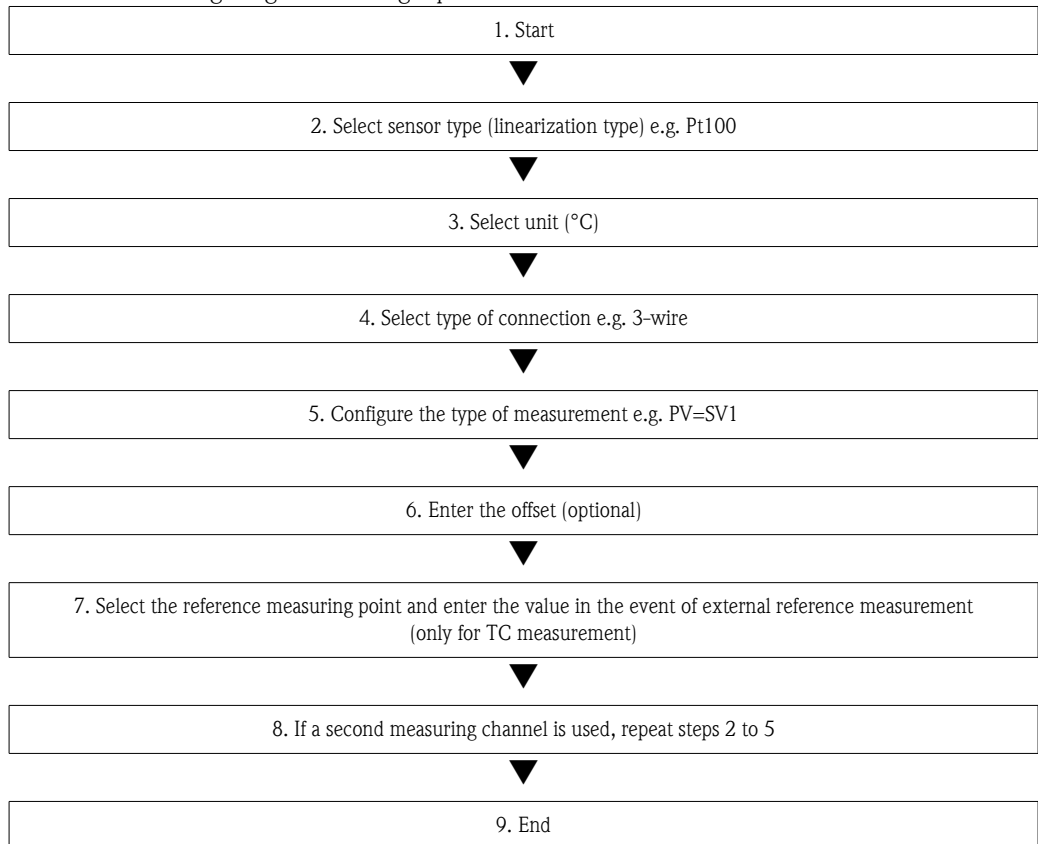 1. Start
2. Select sensor type (linearization type) e.g. Pt100
3. Select unit (°C)
4. Select type of connection e.g. 3-wire
5. Configure the type of measurement e.g. PV=SV1
6. Enter the offset (optional)
7. Select the reference measuring point and enter the value in the event of external reference measurement
(only for TC measurement)
8. If a second measuring channel is used, repeat steps 2 to 5
9. End